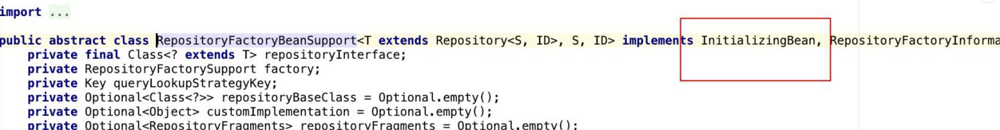 import ...
public abstract class RepositoryFactoryBeanSupport<T extends Repository<S, ID>, S, ID> implements InitializingBean, RepositoryFactoryInforma
private final Class<? extends T> repositoryInterface;
private RepositoryFactorySupport factory;
private Key queryLookupStrategyKey;
private Optional<Class<?>> repositoryBaseClass = Optional.empty();
private Optional<Object> customImplementation = Optional.empty();
private Optional<RepositoryFragments> repositoryFragments = Optional.empty();